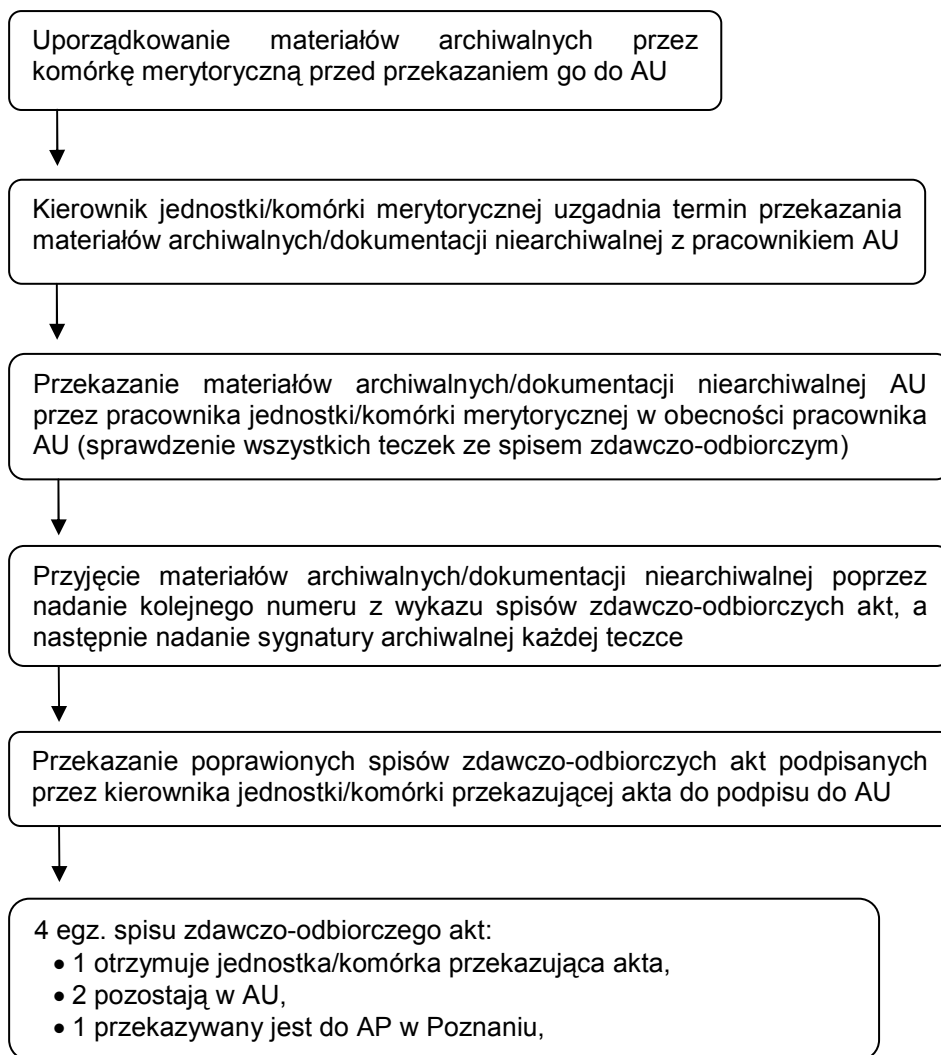 Uporządkowanie materiałów archiwalnych przez
komórkę merytoryczną przed przekazaniem go do AU
Kierownik jednostki/komórki merytorycznej uzgadnia termin przekazania
materiałów archiwalnych/dokumentacji niearchiwalnej z pracownikiem AU
Przekazanie materiałów archiwalnych/dokumentacji niearchiwalnej AU
przez pracownika jednostki/komórki merytorycznej w obecności pracownika
AU (sprawdzenie wszystkich teczek ze spisem zdawczo-odbiorczym)
Przyjęcie materiałów archiwalnych/dokumentacji niearchiwalnej poprzez
nadanie kolejnego numeru z wykazu spisów zdawczo-odbiorczych akt, a
następnie nadanie sygnatury archiwalnej każdej teczce
Przekazanie poprawionych spisów zdawczo-odbiorczych akt podpisanych
przez kierownika jednostki/komórki przekazującej akta do podpisu do AU
4 egz. spisu zdawczo-odbiorczego akt:
• 1 otrzymuje jednostka/komórka przekazująca akta,
• 2 pozostają w AU,
• 1 przekazywany jest do AP w Poznaniu,